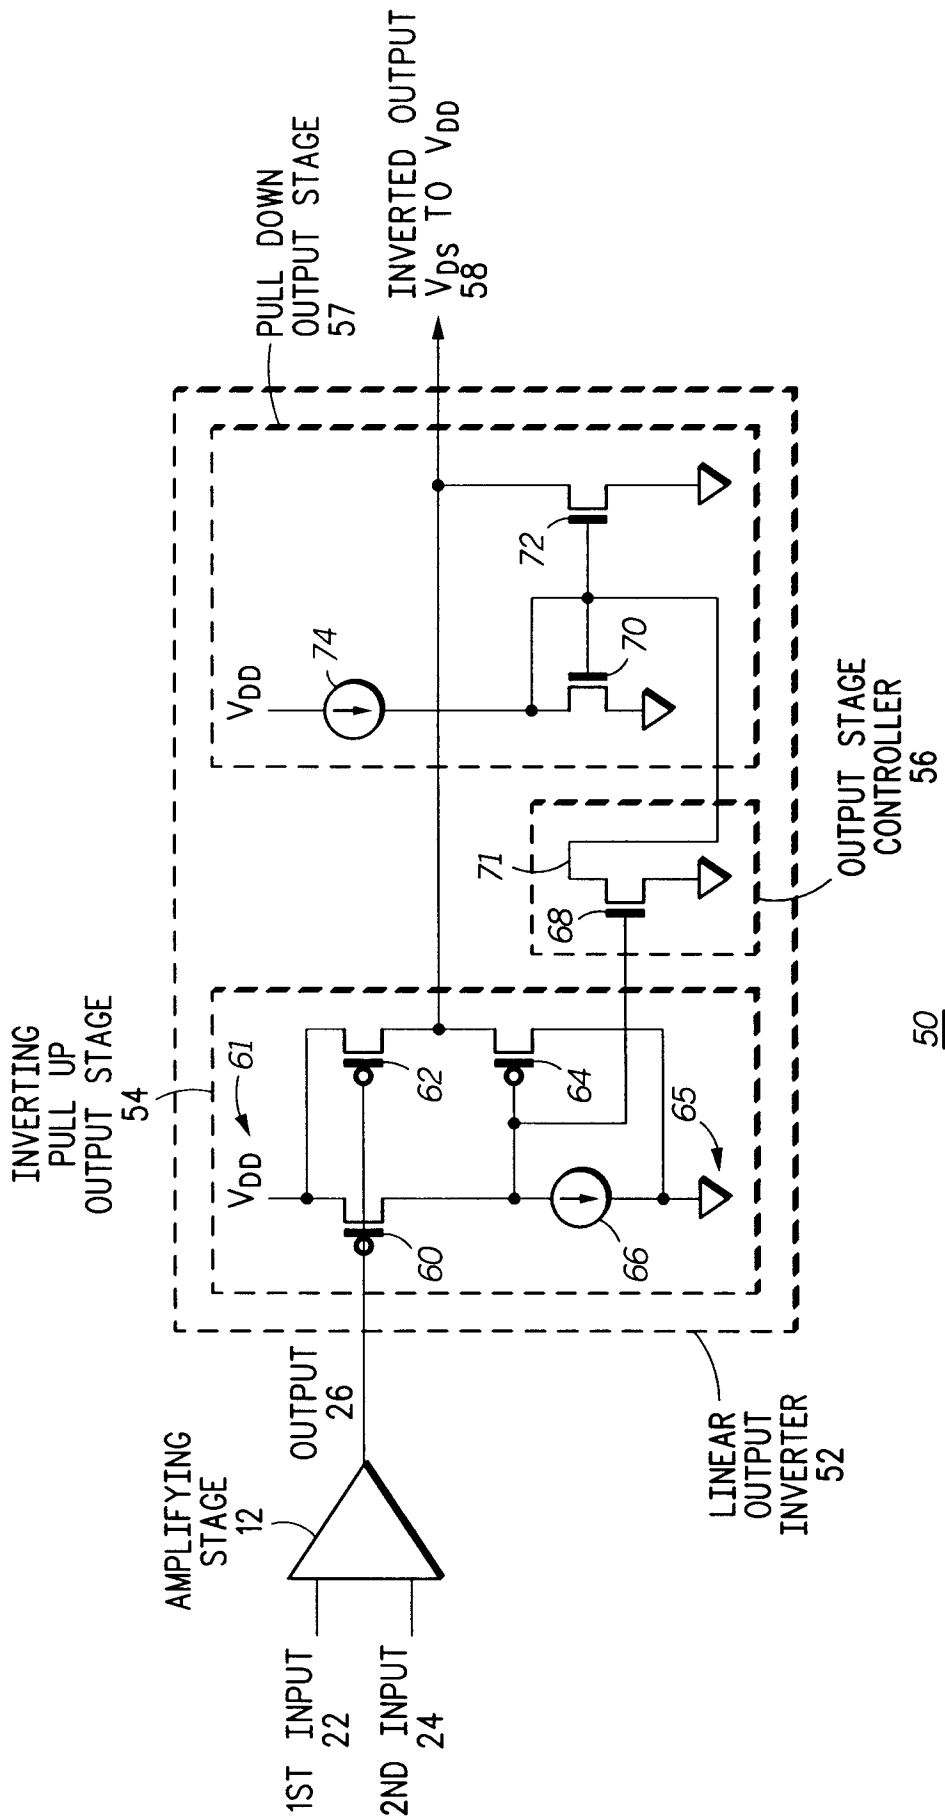 INVERTING
PULL UP
OUTPUT STAGE
54
PULL DOWN
OUTPUT STAGE
57
AMPLIFYING
STAGE
12
1ST INPUT
22
2ND INPUT
24
OUTPUT
26
VDD
61
60
62
64
65
66
68
71
VDD
74
70
72
INVERTED OUTPUT
VDS TO VDD
58
LINEAR
OUTPUT
INVERTER
52
OUTPUT STAGE
CONTROLLER
56
50